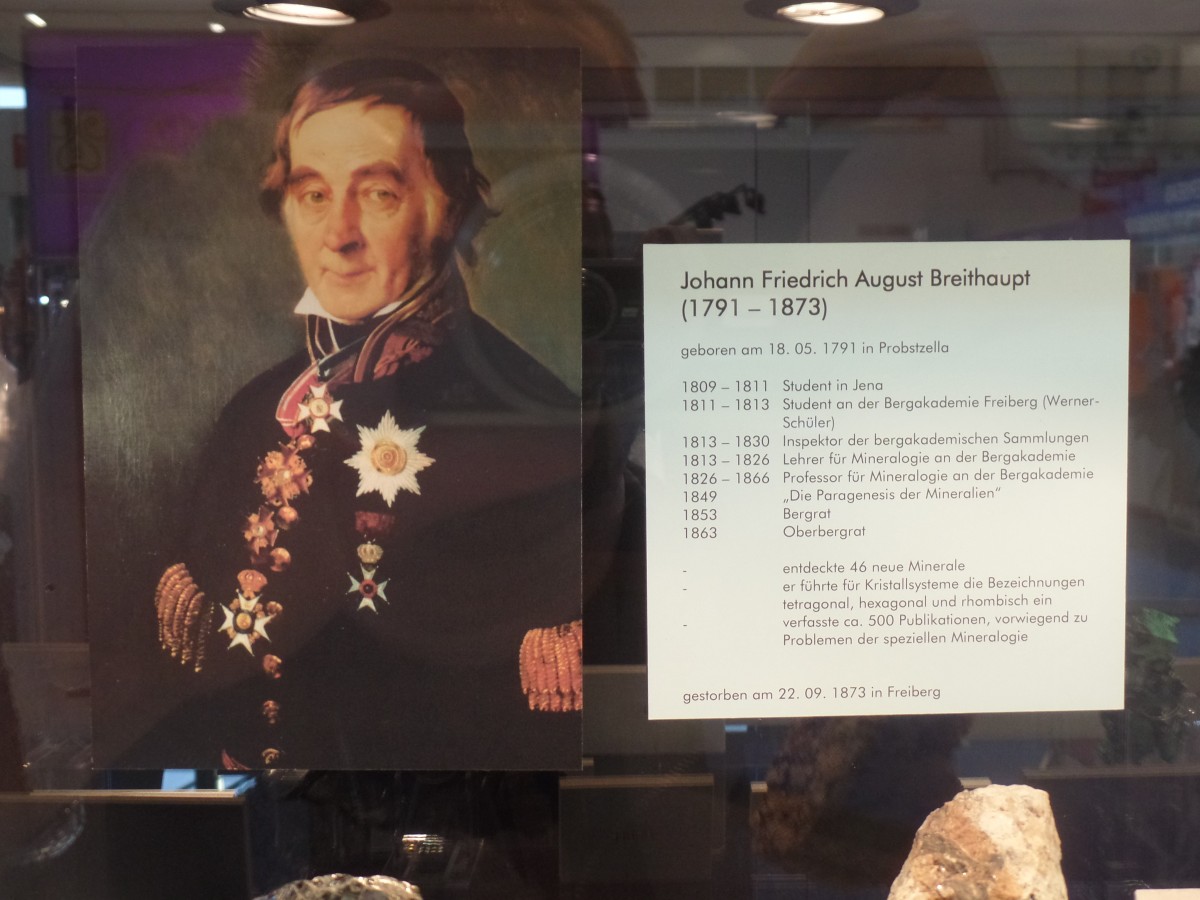 Johann Friedrich August Breithaupt
(1791 – 1873)
geboren am 18. 05. 1791 in Probstzella
1809 – 1811 Student in Jena
1811 – 1813 Student an der Bergakademie Freiberg (Werner-
Schüler)
1813 – 1830 Inspektor der bergakademischen Sammlungen
1813 – 1826 Lehrer für Mineralogie an der Bergakademie
1826 – 1866 Professor für Mineralogie an der Bergakademie
1849 „Die Paragenesis der Mineralien“
1853 Bergrat
1863 Oberbergrat
- entdeckte 46 neue Minerale
- er führte für Kristallsysteme die Bezeichnungen
tetragonal, hexagonal und rhombisch ein
- verfasste ca. 500 Publikationen, vorwiegend zu
Problemen der speziellen Mineralogie
gestorben am 22. 09. 1873 in Freiberg